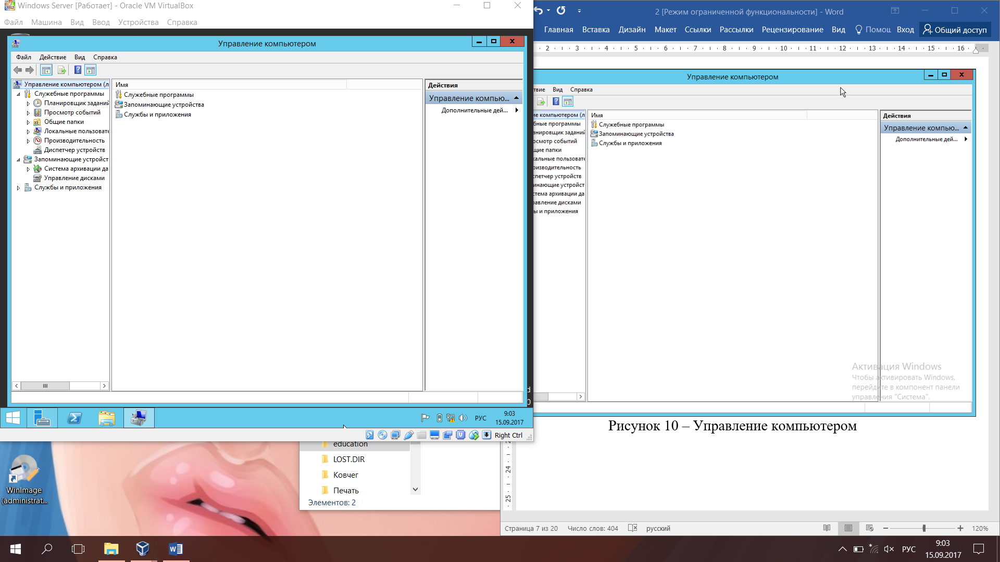 Windows Server [Работает] - Oracle VM VirtualBox
Файл Машина Вид Ввод Устройства Справка
Управление компьютером
Файл Действие Вид Справка
Управление компьютером (л
Служебные программы
Планировщик заданий
Просмотр событий
Общие папки
Локальные пользовате
Производительность
Диспетчер устройств
Запоминающие устройст
Система архивации да
Управление дисками
Службы и приложения
Имя
Служебные программы
Запоминающие устройства
Службы и приложения
Действия
Управление компью...
Дополнительные дей...
РУС
9:03
15.09.2017
Right Ctrl
2 [Режим ограниченной функциональности] - Word
Главная Вставка Дизайн Макет Ссылки Рассылки Рецензирование Вид Помощ Вход Общий доступ
2 3 4 5 6 7 8 9 10 11 12 13 14 15 16
Управление компьютером
твие Вид Справка
ие компьютером (л
бные программы
анировщик заданий
осмотр событий
щие папки
кальные пользовате
оизводительность
спетчер устройств
инающие устройст
стема архивации да
равление дисками
ы и приложения
Имя
Служебные программы
Запоминающие устройства
Службы и приложения
Действия
Управление компью...
Дополнительные дей...
Активация Windows
Чтобы активировать Windows,
перейдите в компонент панели
управления "Система".
Рисунок 10 – Управление компьютером
24
25
WinImage
(administrat...
education
LOST.DIR
Ковчег
Печать
Элементов: 2
Страница 7 из 20 Число слов: 404 русский 120%
РУС
9:03
15.09.2017